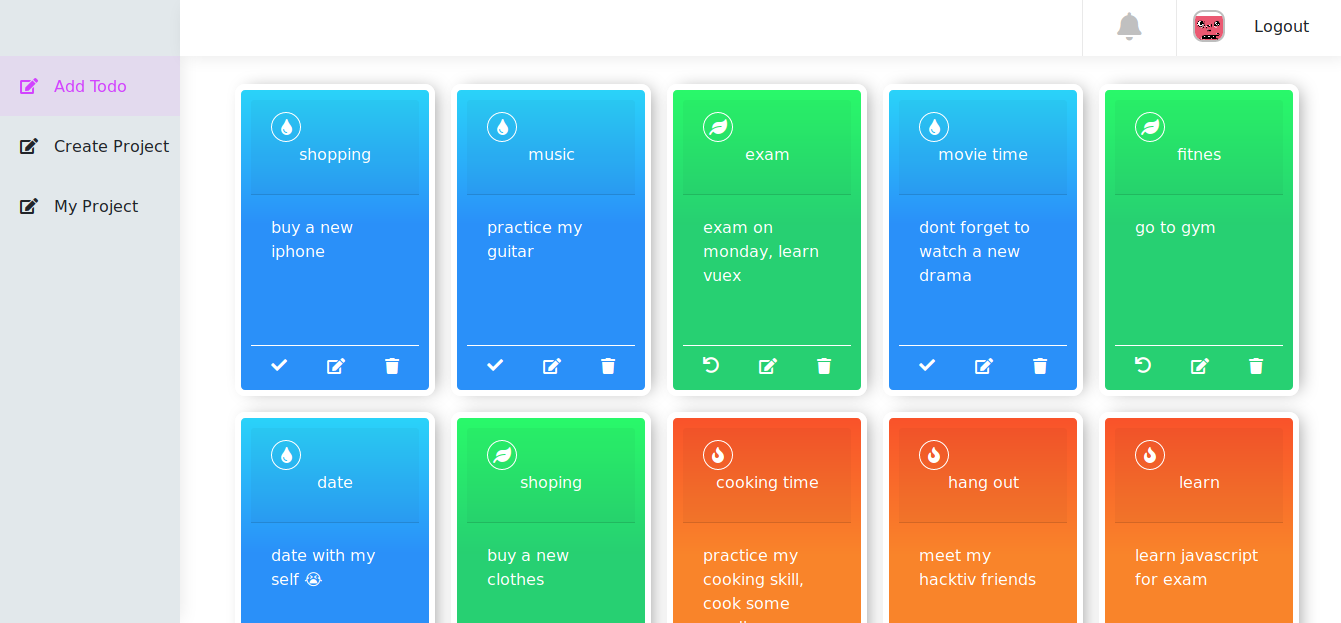 Logout
Add Todo
Create Project
My Project
shopping
buy a new
iphone
music
practice my
guitar
exam
exam on
monday, learn
vuex
movie time
dont forget to
watch a new
drama
fitnes
go to gym
date
date with my
self 😭
shoping
buy a new
clothes
cooking time
practice my
cooking skill,
cook some
hang out
meet my
hacktiv friends
learn
learn javascript
for exam